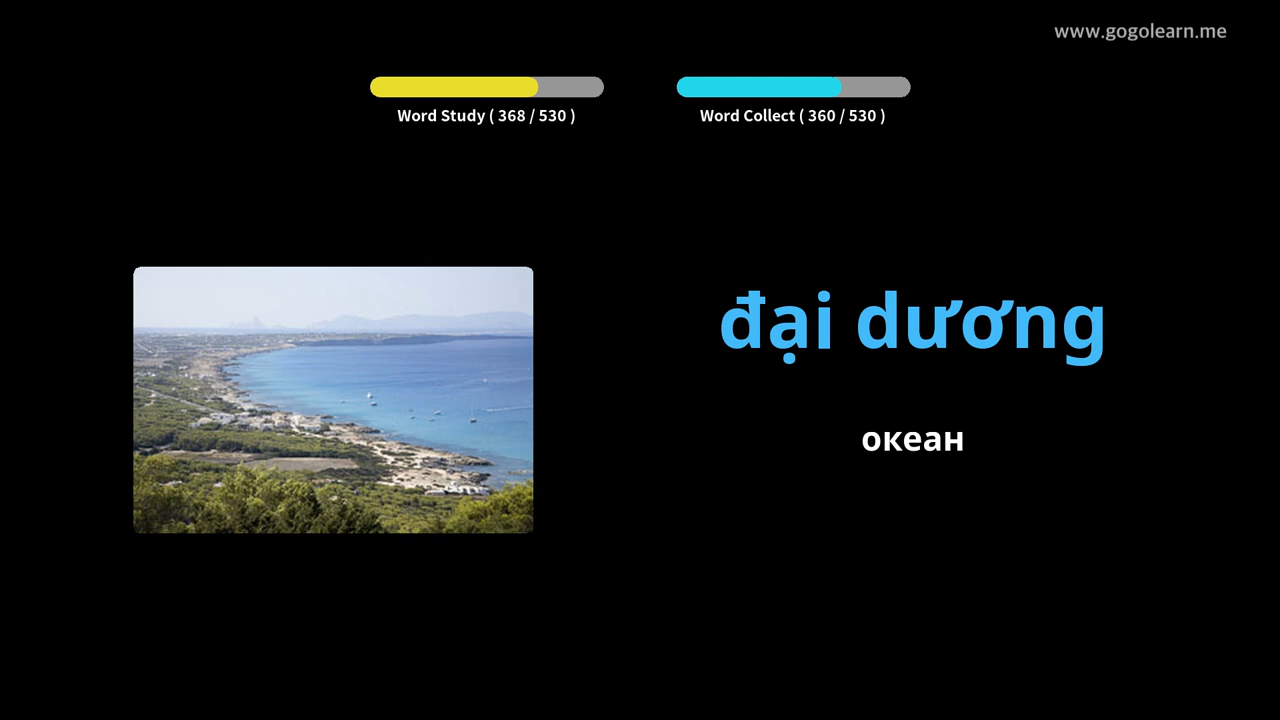 www.gogolearn.me
Word Study ( 368 / 530 )
Word Collect ( 360 / 530 )
đại dương
океан